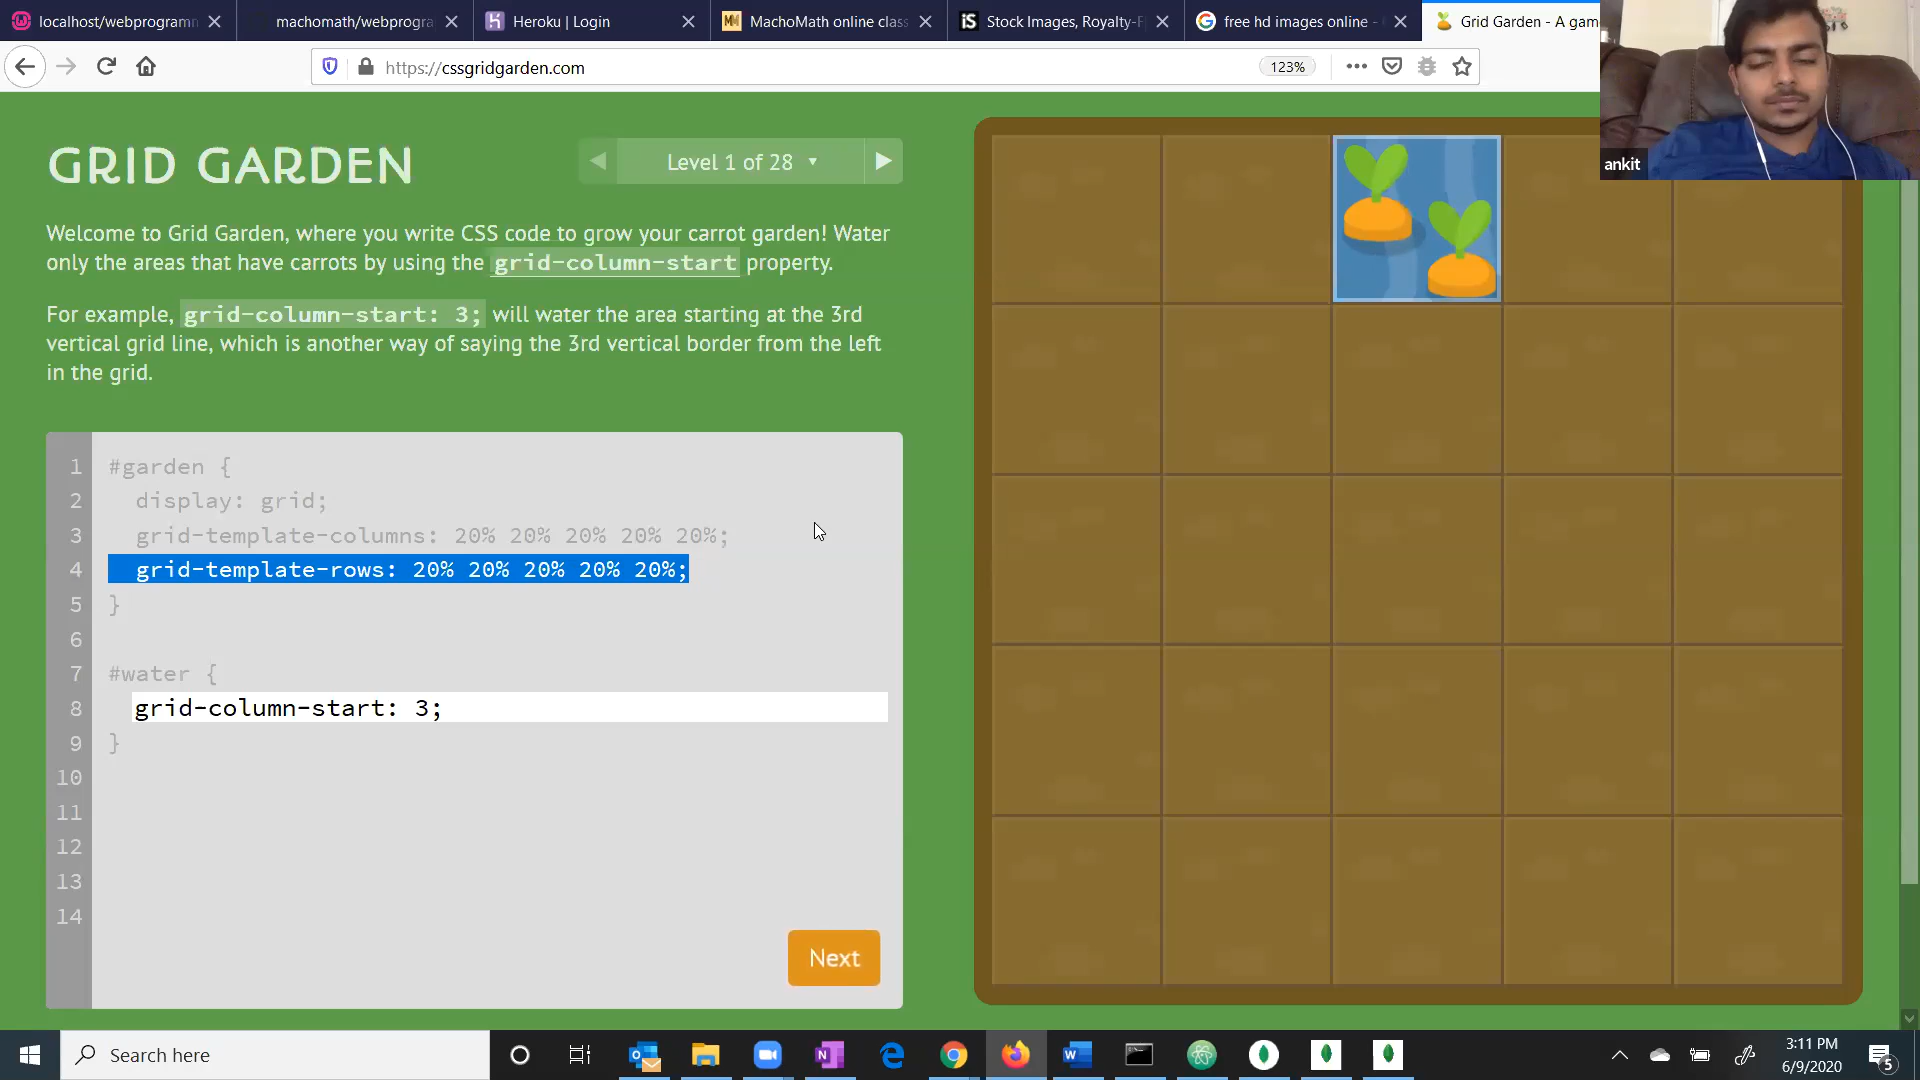 localhost/webprogramn
machomath/webprogra
Heroku | Login
MachoMath online class
iS Stock Images, Royalty-F
free hd images online -
Grid Garden - A gam
https://cssgridgarden.com
123%
ankit
GRID GARDEN
Level 1 of 28
Welcome to Grid Garden, where you write CSS code to grow your carrot garden! Water
only the areas that have carrots by using the grid-column-start property.
For example, grid-column-start: 3; will water the area starting at the 3rd
vertical grid line, which is another way of saying the 3rd vertical border from the left
in the grid.
1 #garden {
2 display: grid;
3 grid-template-columns: 20% 20% 20% 20% 20%;
4 grid-template-rows: 20% 20% 20% 20% 20%;
5 }
6
7 #water {
8 grid-column-start: 3;
9 }
10
11
12
13
14
Next
Search here
3:11 PM
6/9/2020
5